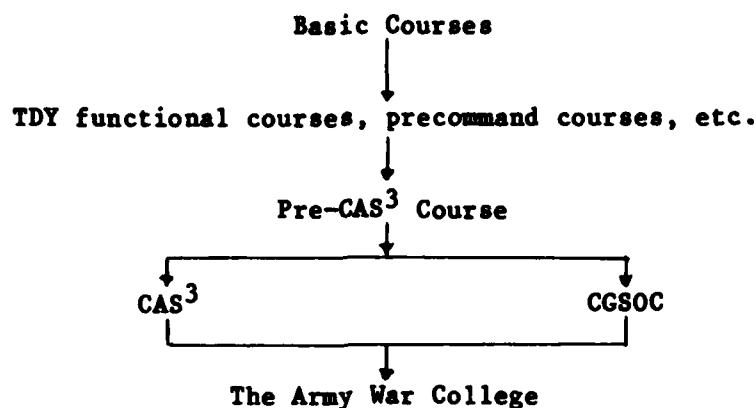 Basic Courses
TDY functional courses, precommand courses, etc.
Pre-CAS³ Course
CAS³ CGSOC
The Army War College